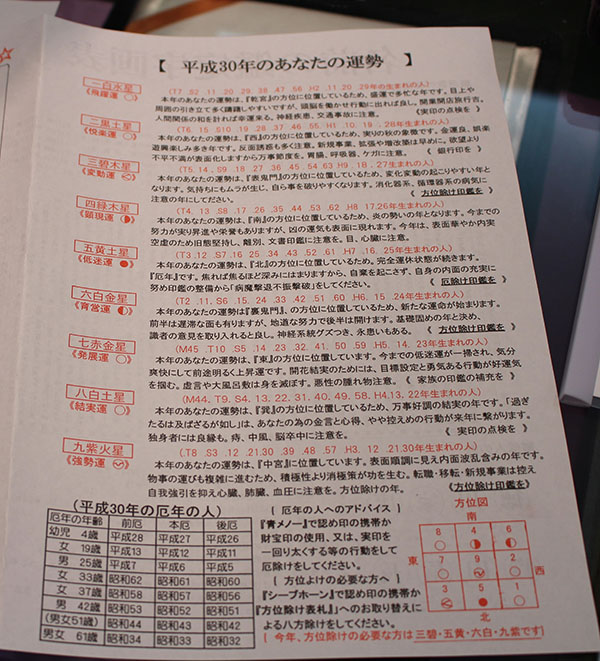 【 平成30年のあなたの運勢 】
一白水星
《飛躍運 ○》
(T7. S2. 11. 20. 29. 38. 47. 56. H2. 11. 20. 29年の生まれの人)
本年のあなたの運勢は、『乾宮』の方位に位置しているため、盛運で多忙な年です。目上や
周囲の引き立て多く躊躇しやすいですが、頭脳を働かせ行動に出れば良し。開業開店旅行吉。
人間関係の和を計れば幸運来る。神経疾患、交通事故に注意。 《 実印の点検を 》
二黒土星
《悦楽運 ○》
(T6. 15. S10. 19. 28. 37. 46. 55. H1. 10. 19. 28年生まれの人)
本年のあなたの運勢は、『西』の方位に位置しているため、実りの秋の象徴です。金運良、娯楽
遊興楽しみ多き年です。反面誘惑も多く注意。新規事業、拡張や増改築は早めに。欲望より
不平不満が表面化しますから万事節度を。胃腸、呼吸器、ケガに注意。 《 銀行印を 》
三碧木星
《変動運
(T5. 14. S9. 18. 27. 36. 45. 54. 63. H9. 18. 27生まれの人)
本年のあなたの運勢は、『表鬼門』の方位に位置しているため、変化変動の起こりやすい年と
なります。気持ちにもムラが生じ、自ら事を破りやすくなります。消化器系、循環器系の病気に
注意の年にしてください。 《 方位除け印鑑を 》
四緑木星
《顕現運 ◑》
(T4. 13. S8. 17. 26. 35. 44. 53. 62. H8. 17.26年生まれの人)
本年のあなたの運勢は、『南』の方位に位置しているため、炎の勢いの年となります。今までの
努力が実り昇進や栄誉もありますが、凶の運気も表面に現れます。今年は、表面華やか内実
空虚のため自慰堅持し、離別、文書印鑑に注意を。目、心臓に注意。
五黄土星
《低迷運 ●》
(T3. 12. S7. 16. 25. 34. 43. 52. 61. H7. 16. 25年生まれの人)
本年のあなたの運勢は、『北』の方位に位置しているため。完全運休状態が続きます。
『厄年』です。焦れば焦るほど深みにはまりますから、自棄を起こさず、自身の内面の充実に
努め印鑑の整備から「病魔撃退不振撃破」をしてください。 《 厄除け印鑑を 》
六白金星
(T2. 11. S6. 15. 24. 33. 42. 51. 60. H6. 15. 24年生まれの人)
本年のあなたの運勢は『裏鬼門』、の方位に位置しているため、新たな運命が始まります。
前半は遅滞な面も有りますが、地道な努力で後半は開けます。基礎固めの年と決め、
識者の意見を取り入れると良し。神経系統グズつき、永患いもある。 《 方位除け印鑑を 》
七赤金星
《発展運 ○》
(M45. T10. S5. 14. 23. 32. 41. 50. 59. H5. 14. 23年生まれの人)
本年のあなたの運勢は、『東』の方位に位置しています。今までの低迷運が一掃され、気分
爽快にして前途明るく上昇運です。開花結実のためには、目標設定と勇気ある行動が好運気
を掴む。虚言や大風呂敷は身を滅ぼす。悪性の腫れ物注意。 《 家族の印鑑の補充を 》
八白土星
《結実運 ○》
(M44, T9. S4. 13. 22. 31. 40. 49. 58. H4.13. 22年生まれの人)
本年のあなたの運勢は、『巽』の方位に位置しているため、万事好調の結実の年です。「過ぎ
たるは及ばざるが如し」は、あなたの為の金言と心得、やや控えめの行動が来年に繋がります。
独身者には良縁も。痔、中風、脳卒中に注意を。 《 実印の点検を 》
九紫火星
《強勢運
(T8. S3. 12. 21.30. 39. 48. 57. H3. 12. 21.30年生まれの人)
本年のあなたの運勢は、『中宮』に位置しています。表面順調に見え内面波乱含みの年です。
物事の運びも複雑に進むため、積極性より消極策が功を生む。転職・移転・新規事業は控え
自我強引を抑え心臓、肺臓、血圧に注意を。方位除けの年。 《方位除け印鑑を》
(平成30年の厄年の人)
厄年の年齢 前厄 本厄 後厄
幼児 4歳 平成28 平成27 平成26
女 19歳 平成13 平成12 平成11
男 25歳 平成7 平成6 平成5
女 33歳 昭和62 昭和61 昭和60
女 37歳 昭和58 昭和57 昭和56
男 42歳 昭和53 昭和52 昭和51
(男女51歳) 昭和44 昭和43 昭和42
男女 61歳 昭和34 昭和33 昭和32
[ 厄年の人へのアドバイス ]
『青メノー』で認め印の携帯か
財宝印の使用、又は、実印を
一回り太くする等の行動をして
厄除けをしてください。
[ 方位よけの必要な方へ ]
『シープホーン』で認め印の携帯か
『方位除け表札』へのお取り替えに
よる八方除けをしてください。
方位図
南
8 4 6
東 7 9 2 西
3 5 1
北
[ 今年、方位除けの必要な方は 三碧・五黄・六白・九紫です]